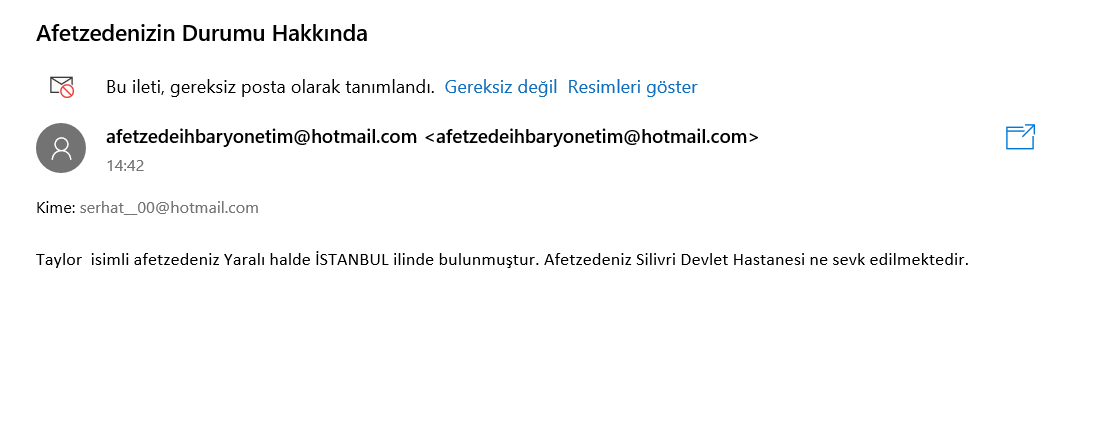 Afetzedenizin Durumu Hakkında
Bu ileti, gereksiz posta olarak tanımlandı. Gereksiz değil Resimleri göster
afetzedeihbaryonetim@hotmail.com <afetzedeihbaryonetim@hotmail.com>
14:42
Kime: serhat__00@hotmail.com
Taylor  isimli afetzedeniz Yaralı halde İSTANBUL ilinde bulunmuştur. Afetzedeniz Silivri Devlet Hastanesi ne sevk edilmektedir.